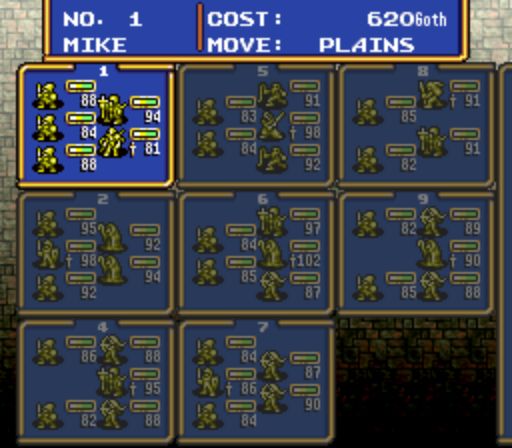 NO. 1 COST: 620Goth
MIKE MOVE: PLAINS
1 5 8
88 94 84 † 81 88
83 91 † 98 84 92
85 † 91 82 91
2 6 9
95 92 † 98 94 92
84 97 †102 85 87
82 89 † 90 85 88
4 7
86 88 † 95 82 88
84 87 † 86 90 84